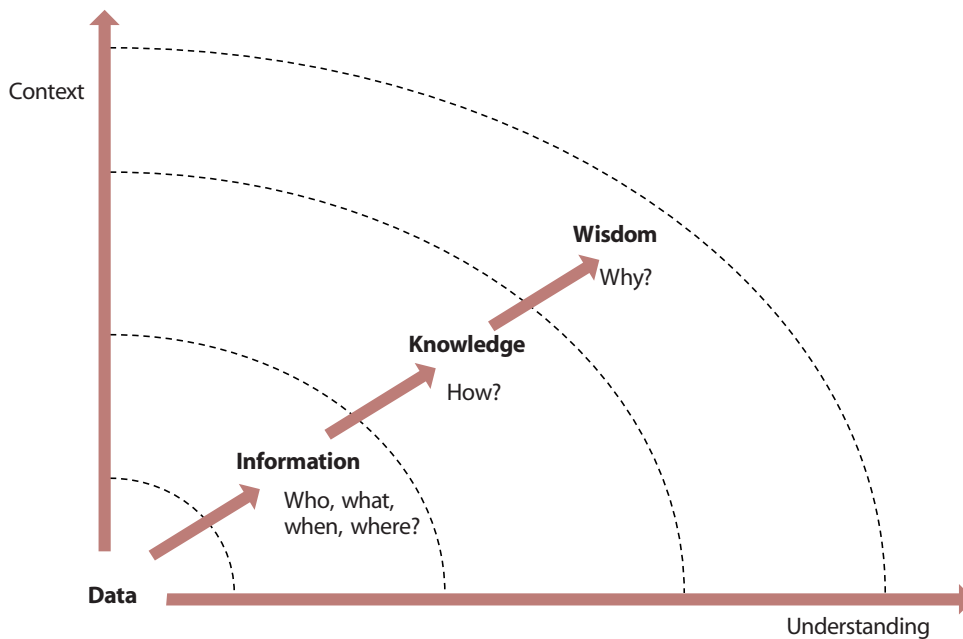 Context
Wisdom
Why?
Knowledge
How?
Information
Who, what,
when, where?
Data
Understanding